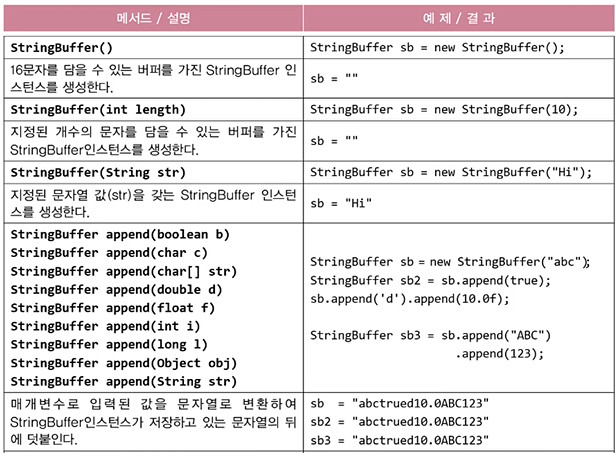 메서드 / 설명
예 제 / 결 과
StringBuffer()
StringBuffer sb = new StringBuffer();
16문자를 담을 수 있는 버퍼를 가진 StringBuffer 인
스턴스를 생성한다.
sb = ""
StringBuffer(int length)
StringBuffer sb = new StringBuffer(10);
지정된 개수의 문자를 담을 수 있는 버퍼를 가진
StringBuffer인스턴스를 생성한다.
sb = ""
StringBuffer(String str)
StringBuffer sb = new StringBuffer("Hi");
지정된 문자열 값(str)을 갖는 StringBuffer 인스턴
스를 생성한다.
sb = "Hi"
StringBuffer append(boolean b)
StringBuffer append(char c)
StringBuffer append(char[] str)
StringBuffer append(double d)
StringBuffer append(float f)
StringBuffer append(int i)
StringBuffer append(long l)
StringBuffer append(Object obj)
StringBuffer append(String str)
StringBuffer sb = new StringBuffer("abc");
StringBuffer sb2 = sb.append(true);
sb.append('d').append(10.0f);
StringBuffer sb3 = sb.append("ABC")
.append(123);
매개변수로 입력된 값을 문자열로 변환하여
StringBuffer인스턴스가 저장하고 있는 문자열의 뒤
에 덧붙인다.
sb = "abctrued10.0ABC123"
sb2 = "abctrued10.0ABC123"
sb3 = "abctrued10.0ABC123"